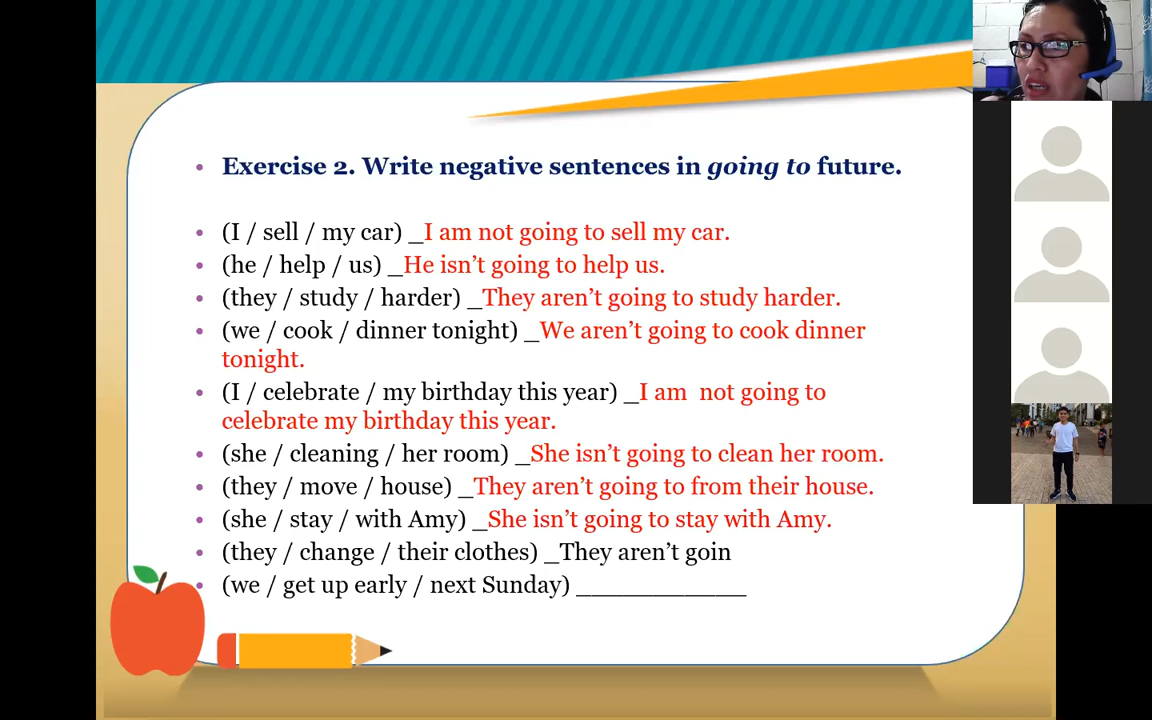 Exercise 2. Write negative sentences in going to future.
(I / sell / my car) _I am not going to sell my car.
(he / help / us) _He isn't going to help us.
(they / study / harder) _They aren't going to study harder.
(we / cook / dinner tonight) _We aren't going to cook dinner
tonight.
(I / celebrate / my birthday this year) _I am  not going to
celebrate my birthday this year.
(she / cleaning / her room) _She isn't going to clean her room.
(they / move / house) _They aren't going to from their house.
(she / stay / with Amy) _She isn't going to stay with Amy.
(they / change / their clothes) _They aren't goin
(we / get up early / next Sunday) ______________